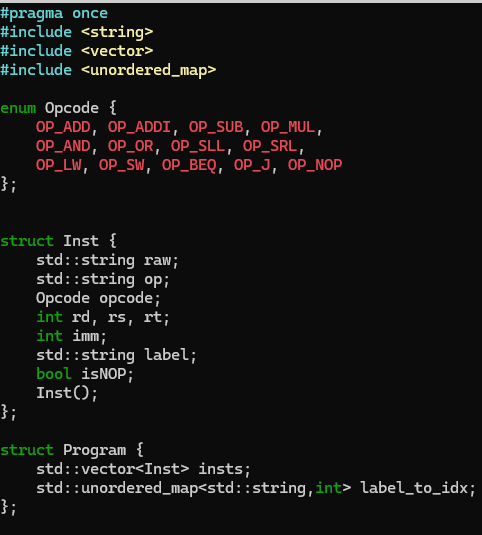 #pragma once
#include <string>
#include <vector>
#include <unordered_map>
enum Opcode {
    OP_ADD, OP_ADDI, OP_SUB, OP_MUL,
    OP_AND, OP_OR, OP_SLL, OP_SRL,
    OP_LW, OP_SW, OP_BEQ, OP_J, OP_NOP
};
struct Inst {
    std::string raw;
    std::string op;
    Opcode opcode;
    int rd, rs, rt;
    int imm;
    std::string label;
    bool isNOP;
    Inst();
};
struct Program {
    std::vector<Inst> insts;
    std::unordered_map<std::string,int> label_to_idx;
};